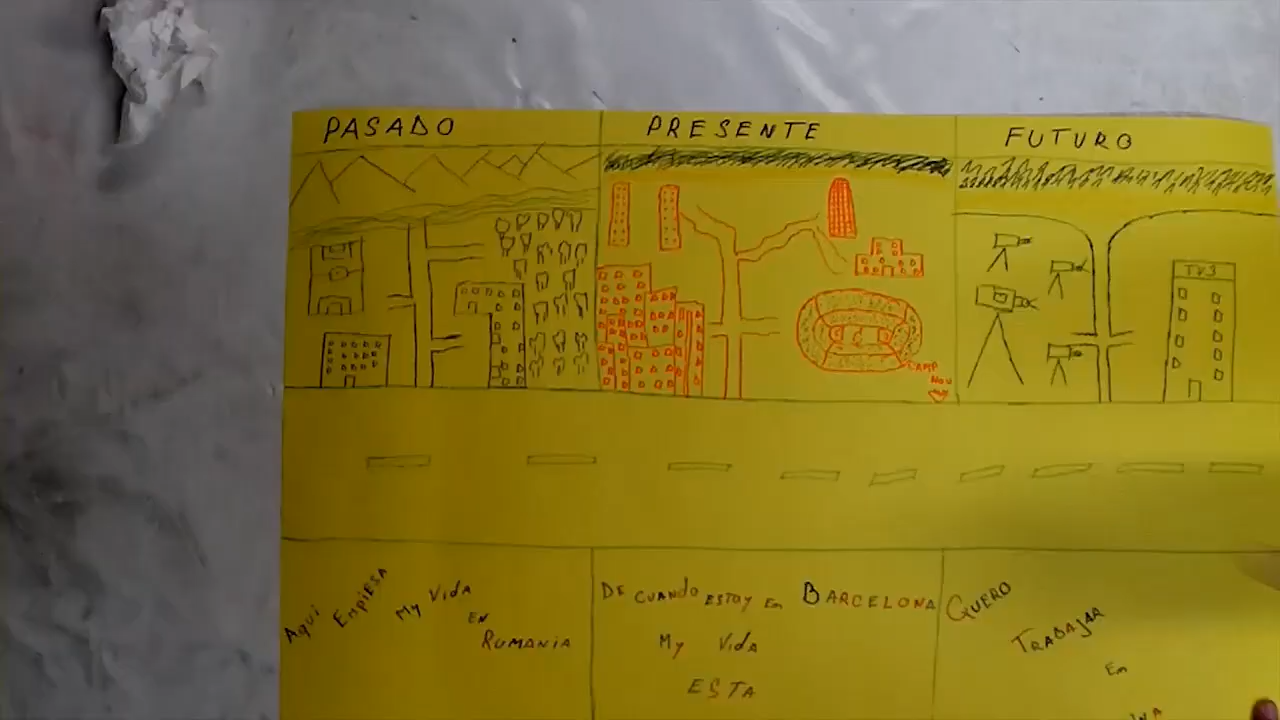 PASADO
PRESENTE
FUTURO
TV3
CAMP
NOU
AQUI EMPIESA MY VIDA
EN
RUMANIA
DE CUANDO ESTOY En BARCELONA
My Vida
ESTA
QUERO
TRABAJAR
Em